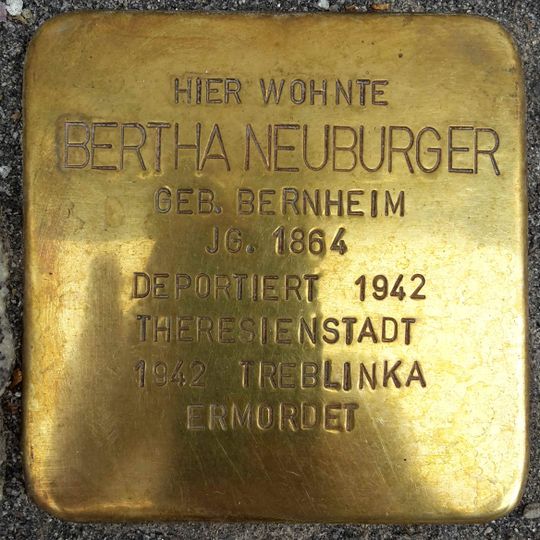 HIER WOHNTE
BERTHA NEUBURGER
GEB. BERNHEIM
JG. 1864
DEPORTIERT 1942
THERESIENSTADT
1942 TREBLINKA
ERMORDET